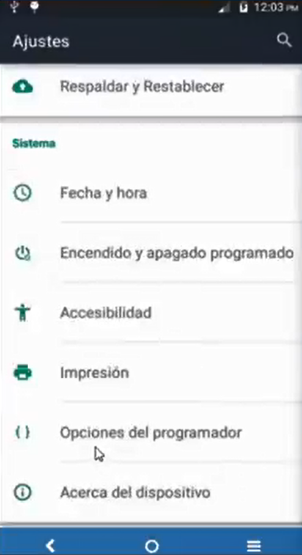 12:03 PM
Ajustes
Respaldar y Restablecer
Sistema
Fecha y hora
Encendido y apagado programado
Accesibilidad
Impresión
Opciones del programador
Acerca del dispositivo